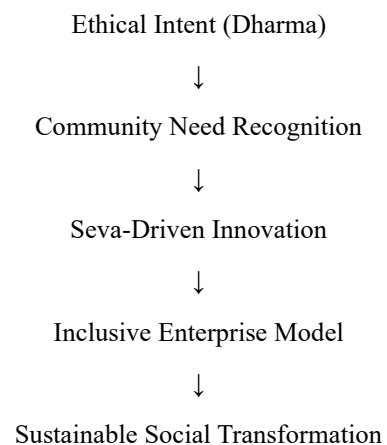 Ethical Intent (Dharma)
↓
Community Need Recognition
↓
Seva-Driven Innovation
↓
Inclusive Enterprise Model
↓
Sustainable Social Transformation